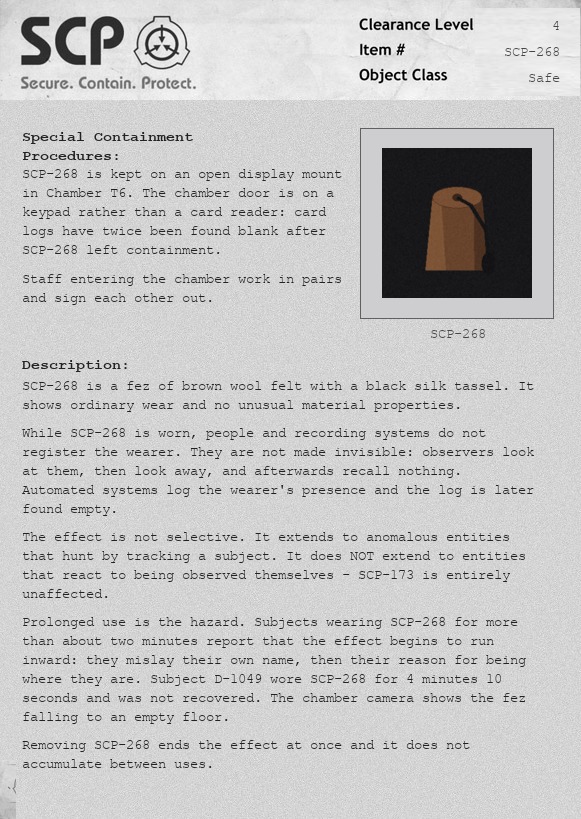 SCP
Secure. Contain. Protect.
Clearance Level 4
Item # SCP-268
Object Class Safe
Special Containment
Procedures:
SCP-268 is kept on an open display mount
in Chamber T6. The chamber door is on a
keypad rather than a card reader: card
logs have twice been found blank after
SCP-268 left containment.
Staff entering the chamber work in pairs
and sign each other out.
SCP-268
Description:
SCP-268 is a fez of brown wool felt with a black silk tassel. It
shows ordinary wear and no unusual material properties.
While SCP-268 is worn, people and recording systems do not
register the wearer. They are not made invisible: observers look
at them, then look away, and afterwards recall nothing.
Automated systems log the wearer's presence and the log is later
found empty.
The effect is not selective. It extends to anomalous entities
that hunt by tracking a subject. It does NOT extend to entities
that react to being observed themselves - SCP-173 is entirely
unaffected.
Prolonged use is the hazard. Subjects wearing SCP-268 for more
than about two minutes report that the effect begins to run
inward: they mislay their own name, then their reason for being
where they are. Subject D-1049 wore SCP-268 for 4 minutes 10
seconds and was not recovered. The chamber camera shows the fez
falling to an empty floor.
Removing SCP-268 ends the effect at once and it does not
accumulate between uses.